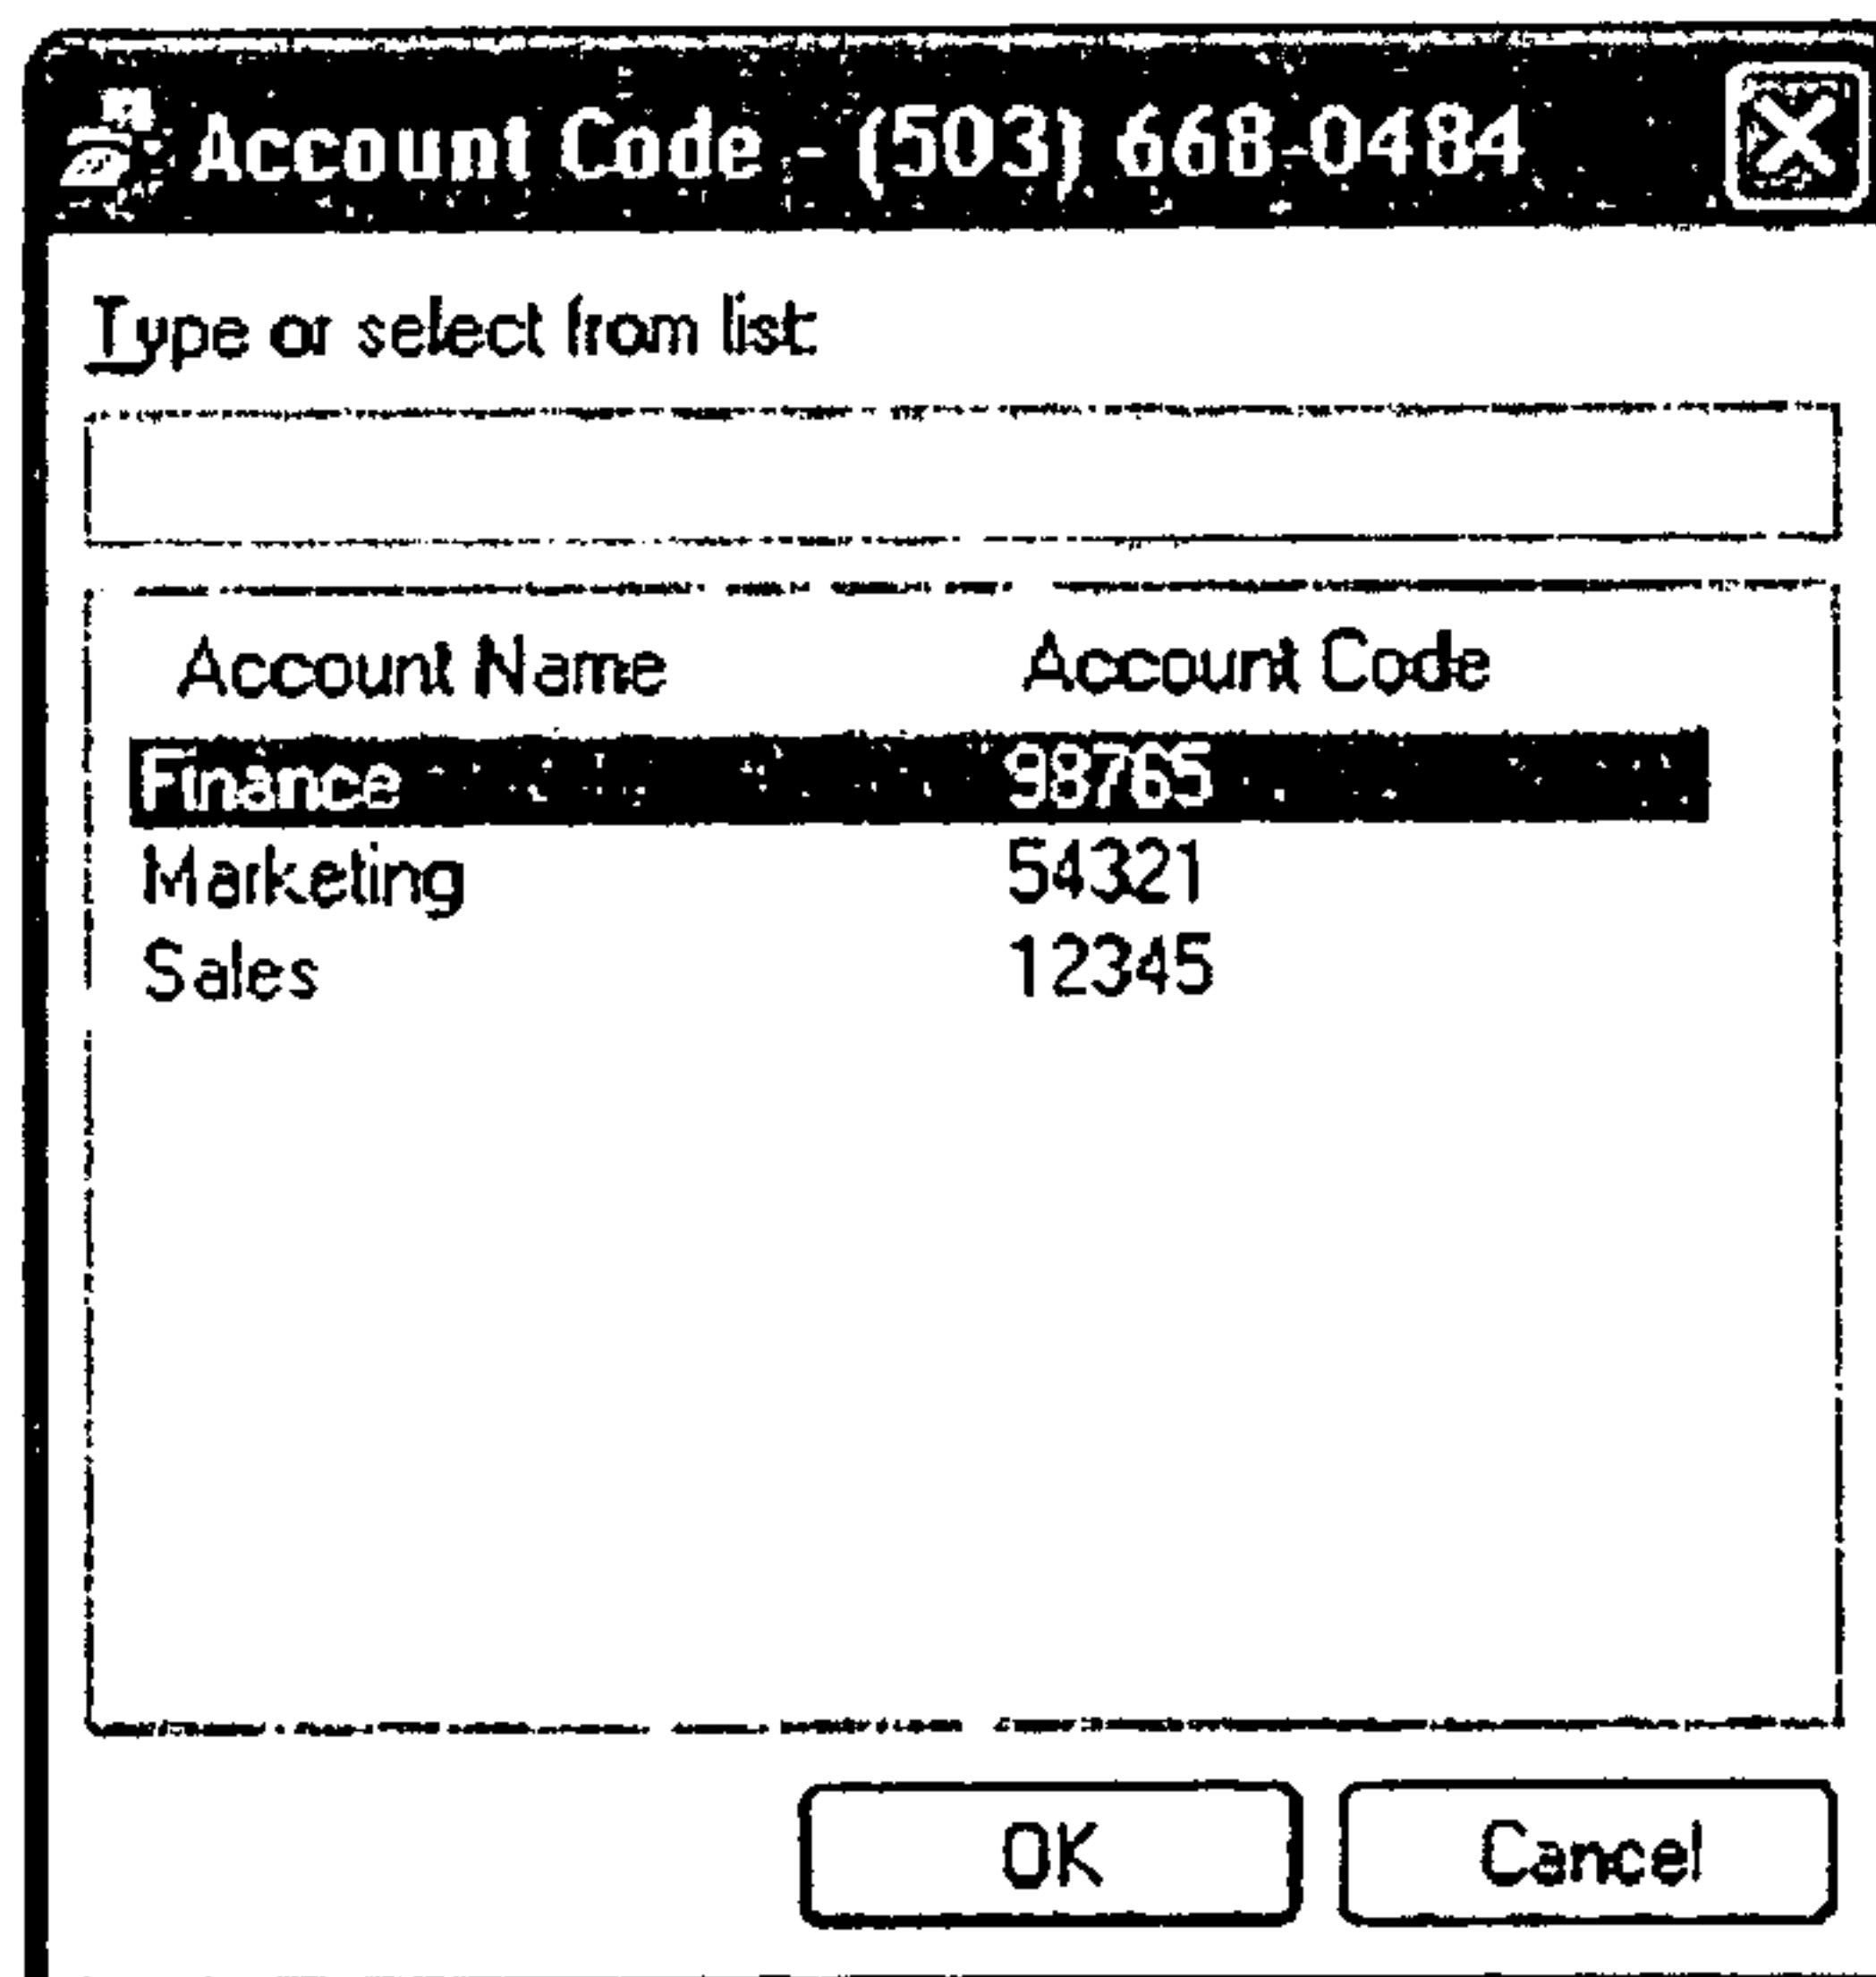 Account Code - (503) 668-0484
Type or select from list:
Account Name Account Code
Finance 98765
Marketing 54321
Sales 12345
OK Cancel